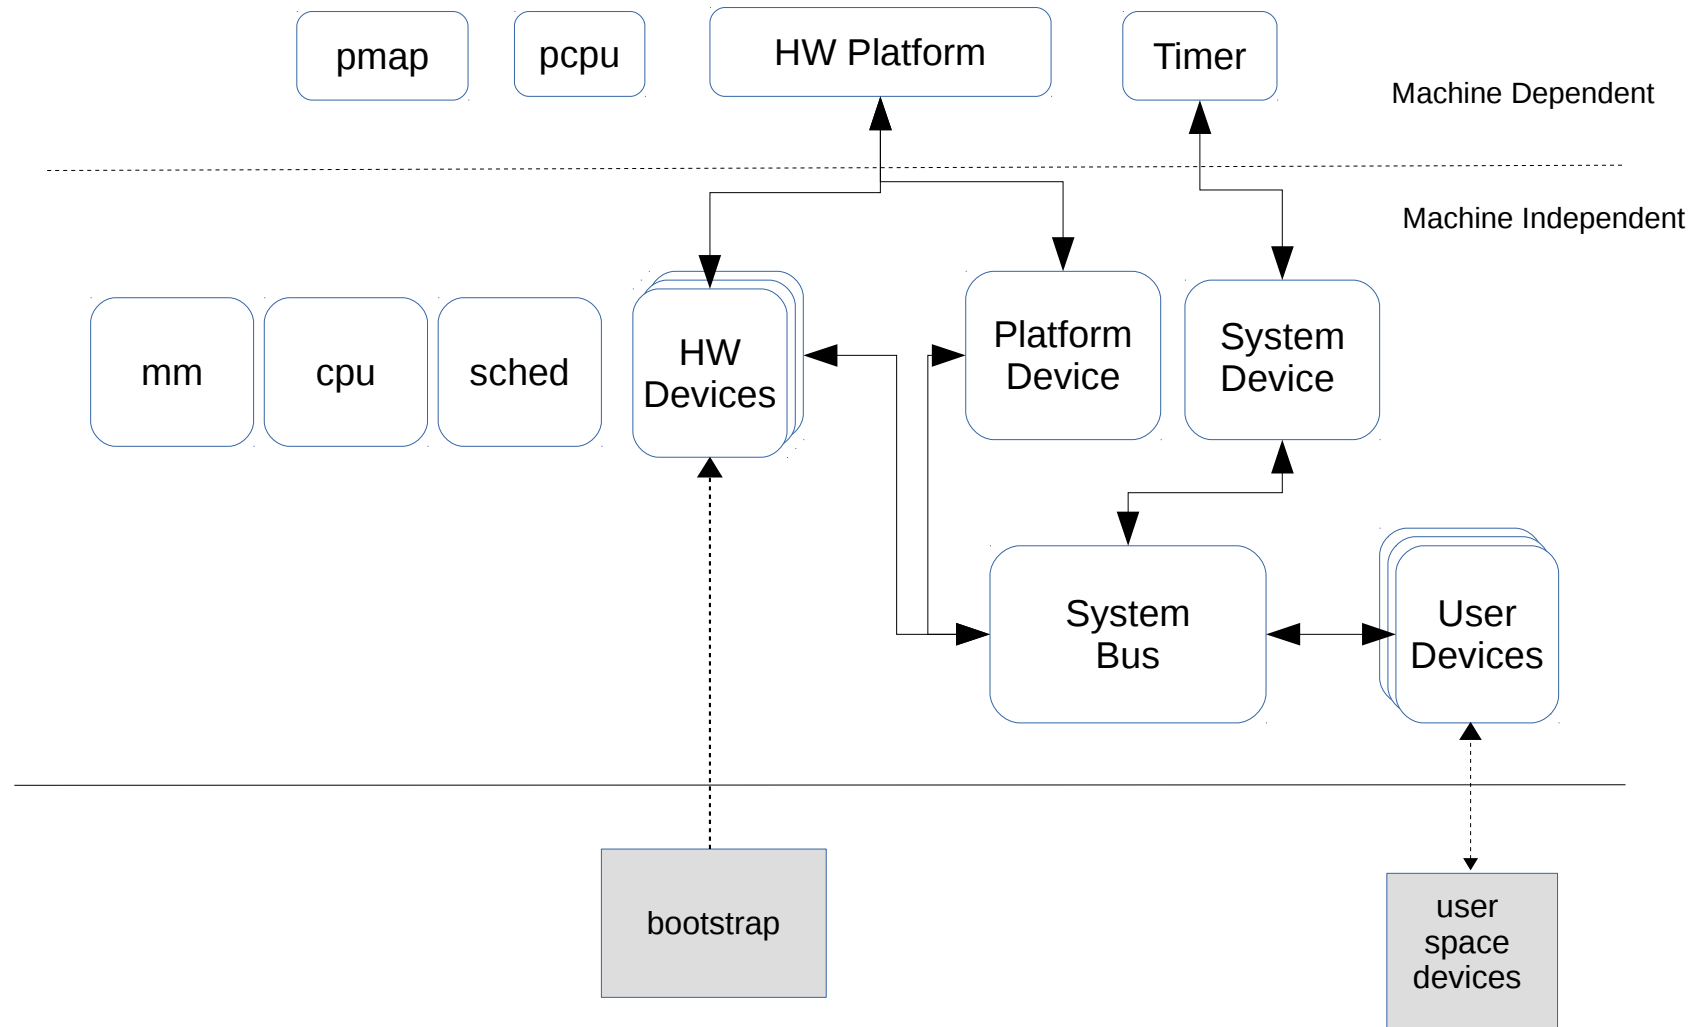 pmap
pcpu
HW Platform
Timer
Machine Dependent
Machine Independent
mm
cpu
sched
HW
Devices
Platform
Device
System
Device
System
Bus
User
Devices
bootstrap
user
space
devices